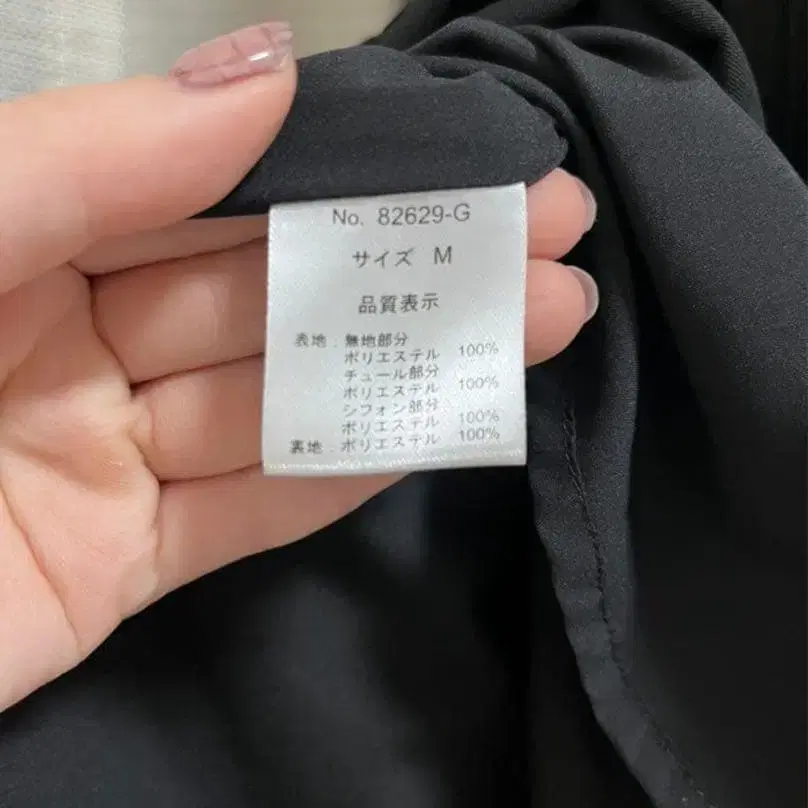 No. 82629-G
サイズ M
品質表示
表地 : 無地部分
ポリエステル 100%
チュール部分
ポリエステル 100%
シフォン部分
ポリエステル 100%
裏地 : ポリエステル 100%